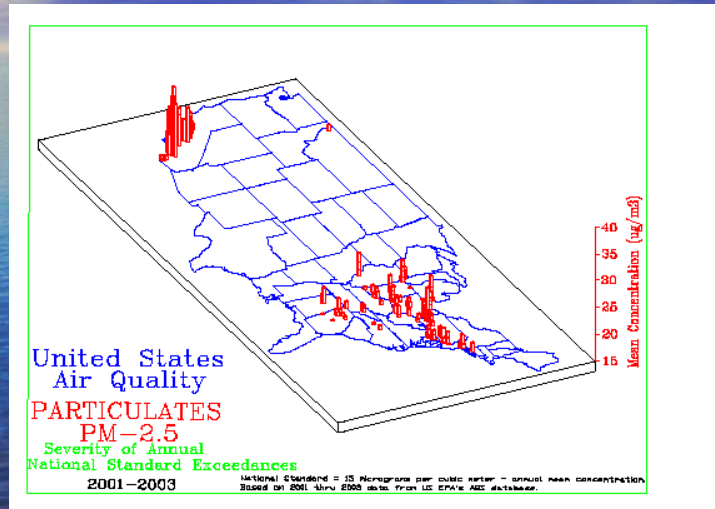 40
35
30
25
20
15
Mean Concentration (ug/m3)
United States
Air Quality
PARTICULATES
PM-2.5
Severity of Annual
National Standard Exceedances
2001-2003
National Standard = 15 micrograms per cubic meter - annual mean concentration.
Based on 2001 thru 2003 data from US EPA's AQS database.